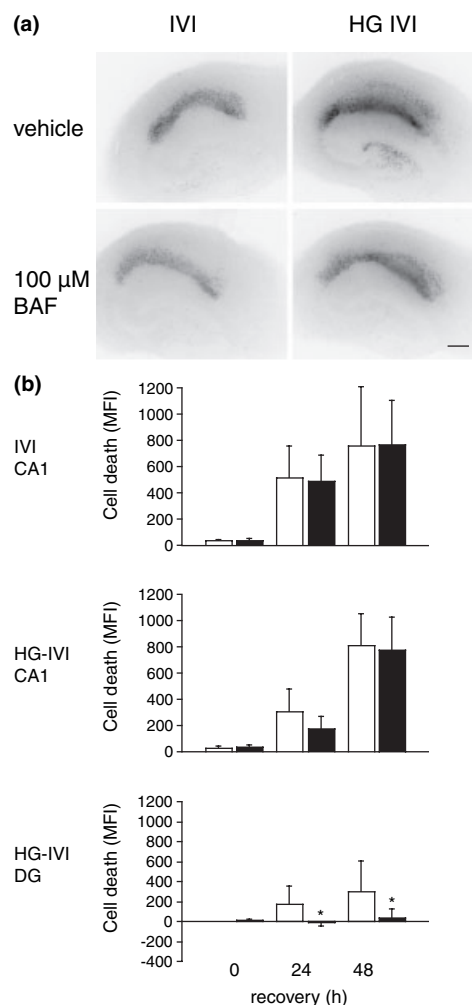 (a)
IVI
HG IVI
vehicle
100 µM
BAF
(b)
IVI
CA1
Cell death (MFI)
1200
1000
800
600
400
200
0
HG-IVI
CA1
Cell death (MFI)
1200
1000
800
600
400
200
0
HG-IVI
DG
Cell death (MFI)
1200
1000
800
600
400
200
0
-200
-400
*
*
0
24
48
recovery (h)